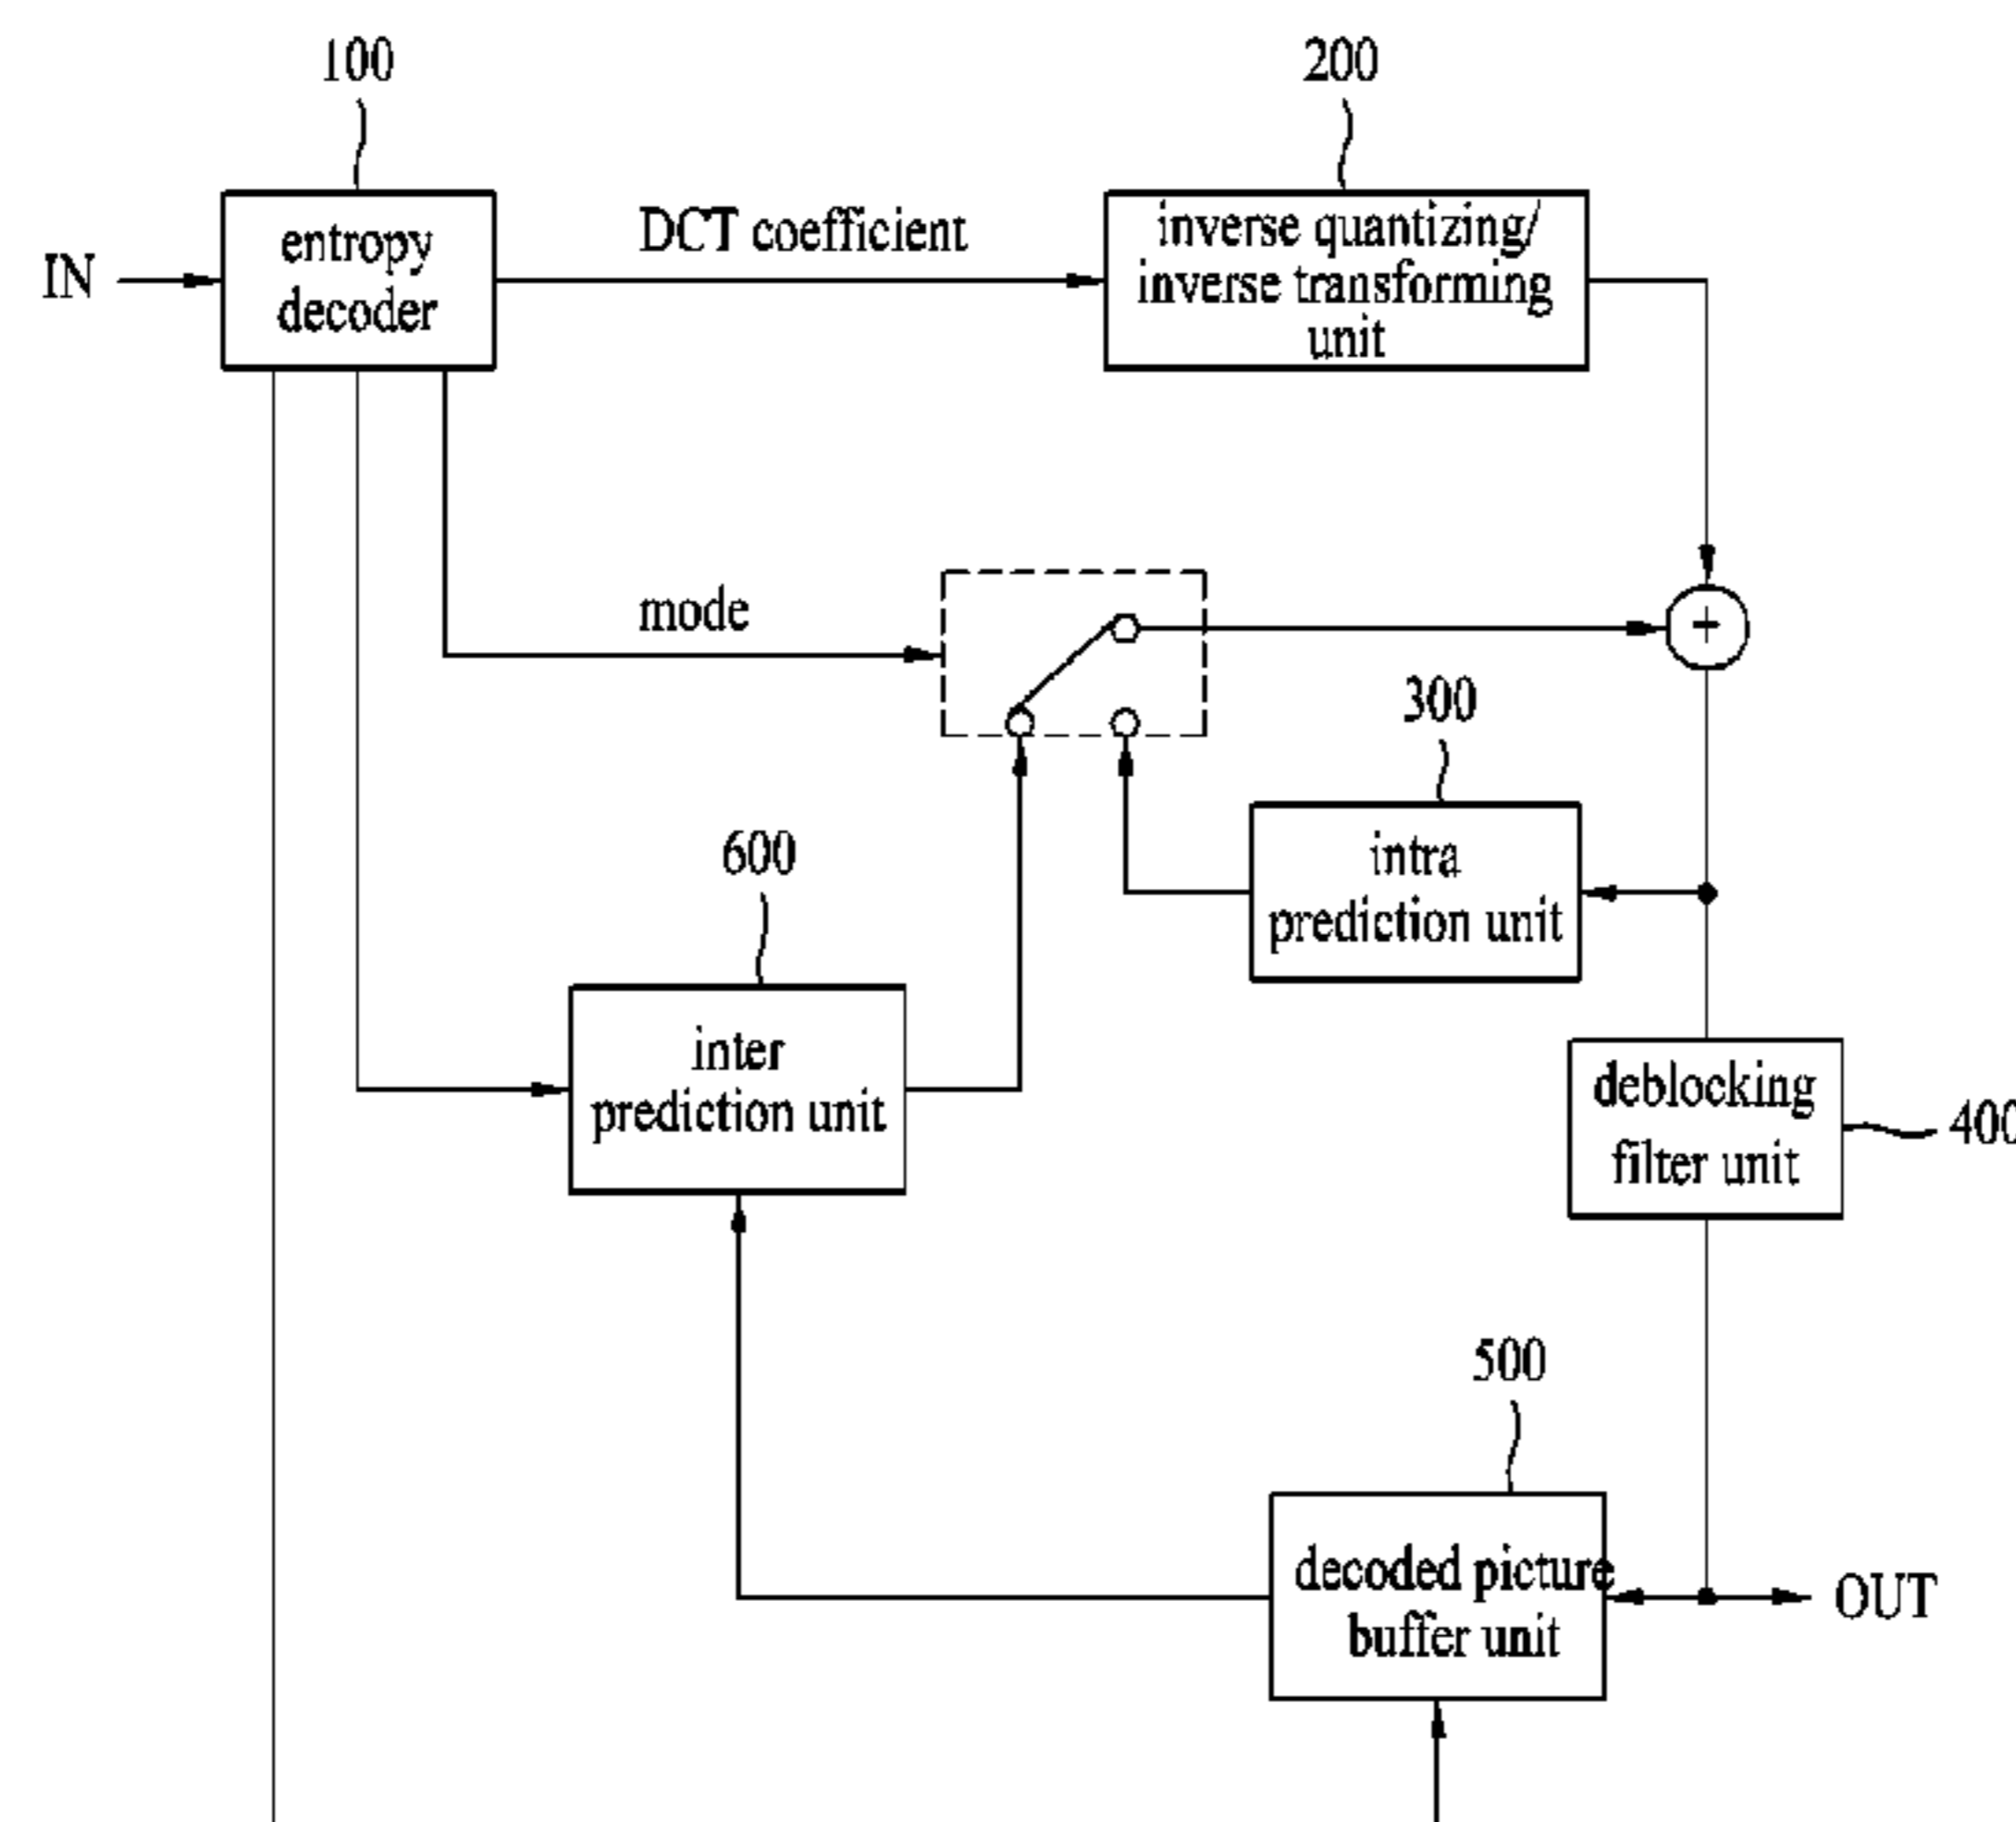 100
200
entropy
decoder
IN
DCT coefficient
inverse quantizing/
inverse transforming
unit
mode
+
300
intra
prediction unit
600
inter
prediction unit
deblocking
filter unit
400
500
decoded picture
buffer unit
OUT